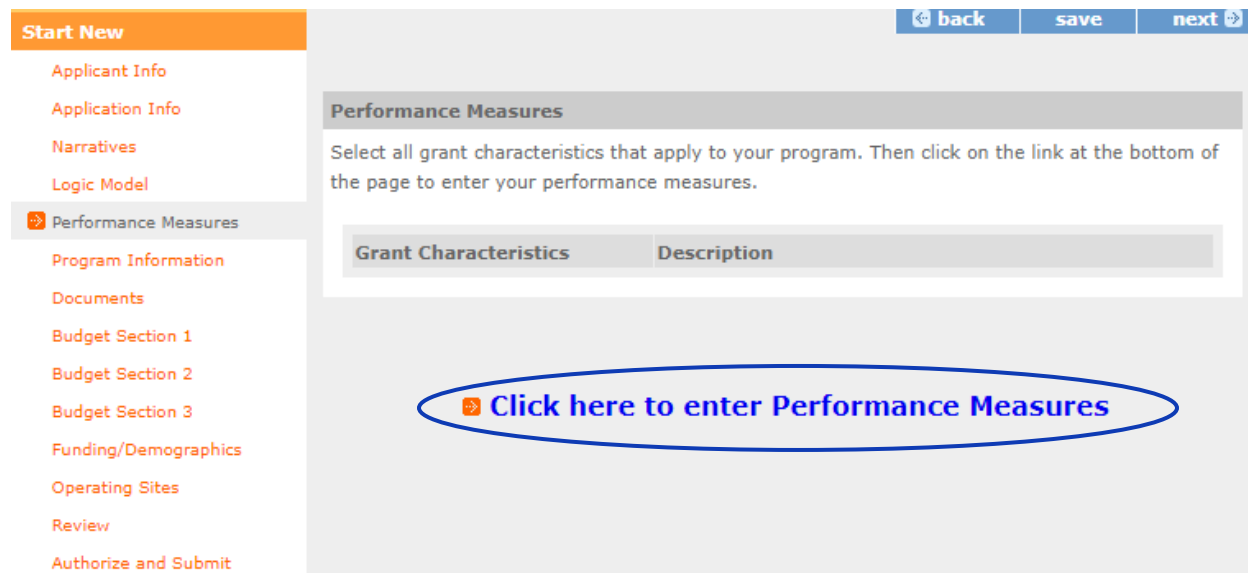 Start New
Applicant Info
Application Info
Narratives
Logic Model
Performance Measures
Program Information
Documents
Budget Section 1
Budget Section 2
Budget Section 3
Funding/Demographics
Operating Sites
Review
Authorize and Submit
back save next
Performance Measures
Select all grant characteristics that apply to your program. Then click on the link at the bottom of
the page to enter your performance measures.
Grant Characteristics Description
Click here to enter Performance Measures